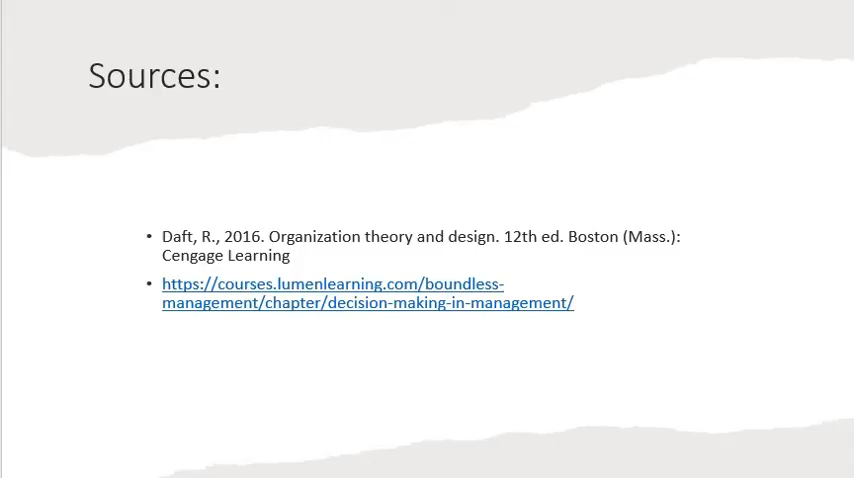 Sources:
• Daft, R., 2016. Organization theory and design. 12th ed. Boston (Mass.):
Cengage Learning
• https://courses.lumenlearning.com/boundless-
management/chapter/decision-making-in-management/